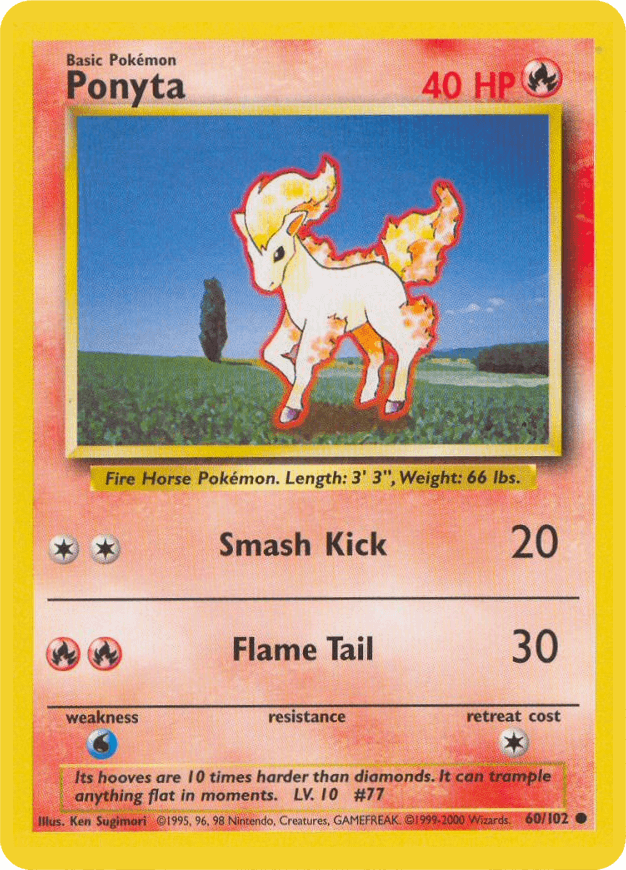 Basic Pokémon
Ponyta 40 HP
Fire Horse Pokémon. Length: 3' 3", Weight: 66 lbs.
Smash Kick 20
Flame Tail 30
weakness resistance retreat cost
Its hooves are 10 times harder than diamonds. It can trample
anything flat in moments. LV. 10 #77
Illus. Ken Sugimori ©1995, 96, 98 Nintendo, Creatures, GAMEFREAK. ©1999-2000 Wizards. 60/102